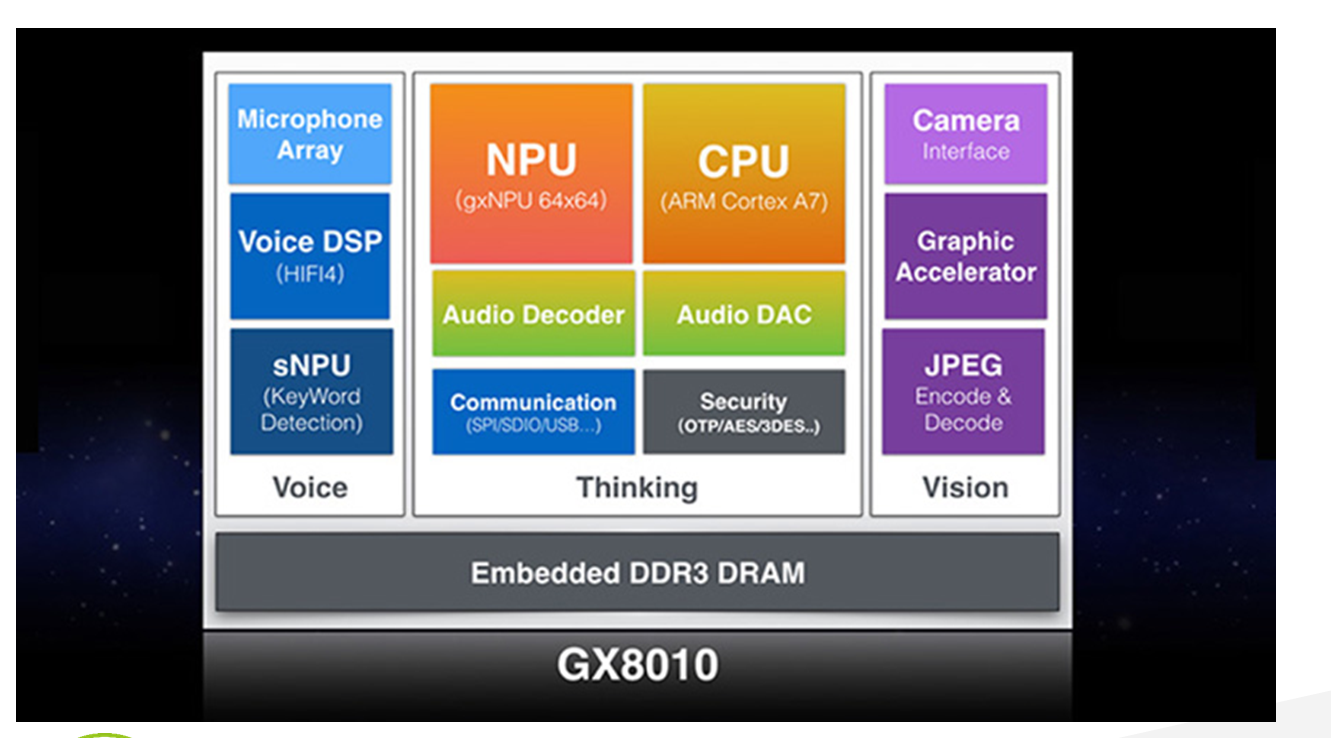 Microphone
Array
Voice DSP
(HIFI4)
sNPU
(KeyWord
Detection)
Voice
NPU
(gxNPU 64x64)
CPU
(ARM Cortex A7)
Audio Decoder
Audio DAC
Communication
(SPI/SDIO/USB...)
Security
(OTP/AES/3DES..)
Thinking
Camera
Interface
Graphic
Accelerator
JPEG
Encode &
Decode
Vision
Embedded DDR3 DRAM
GX8010